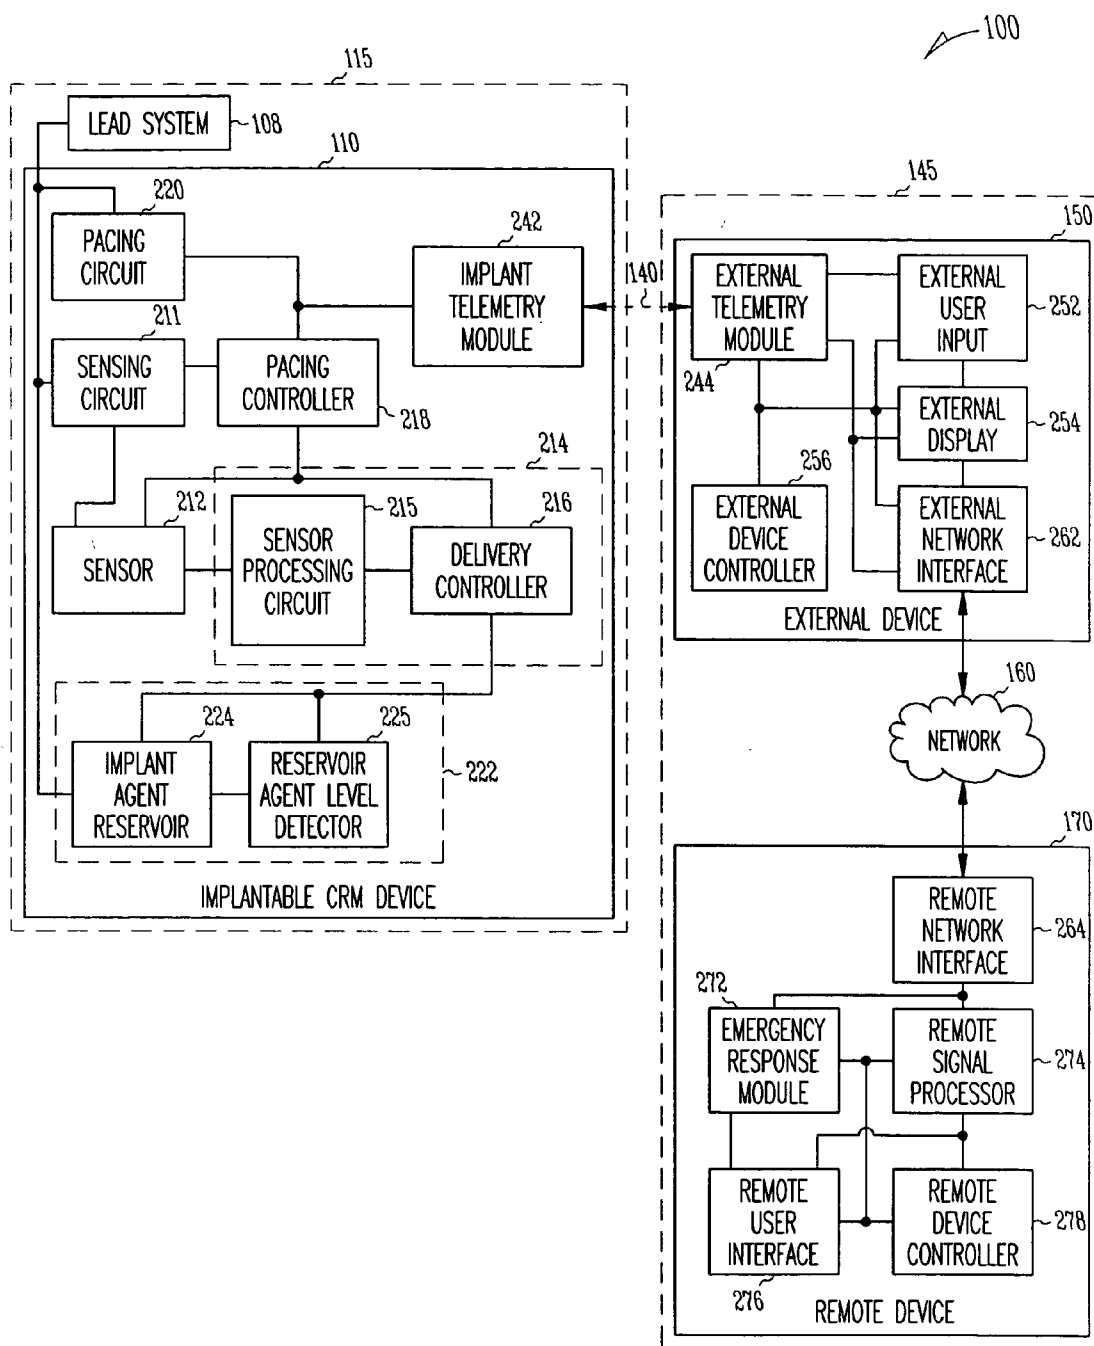 100
115
LEAD SYSTEM
108
110
220
PACING
CIRCUIT
242
IMPLANT
TELEMETRY
MODULE
140
211
SENSING
CIRCUIT
PACING
CONTROLLER
218
214
212
SENSOR
215
SENSOR
PROCESSING
CIRCUIT
216
DELIVERY
CONTROLLER
224
IMPLANT
AGENT
RESERVOIR
225
RESERVOIR
AGENT LEVEL
DETECTOR
222
IMPLANTABLE CRM DEVICE
145
150
EXTERNAL
TELEMETRY
MODULE
244
EXTERNAL
USER
INPUT
252
EXTERNAL
DISPLAY
254
256
EXTERNAL
DEVICE
CONTROLLER
EXTERNAL
NETWORK
INTERFACE
262
EXTERNAL DEVICE
160
NETWORK
170
REMOTE
NETWORK
INTERFACE
264
272
EMERGENCY
RESPONSE
MODULE
REMOTE
SIGNAL
PROCESSOR
274
REMOTE
USER
INTERFACE
276
REMOTE
DEVICE
CONTROLLER
278
REMOTE DEVICE